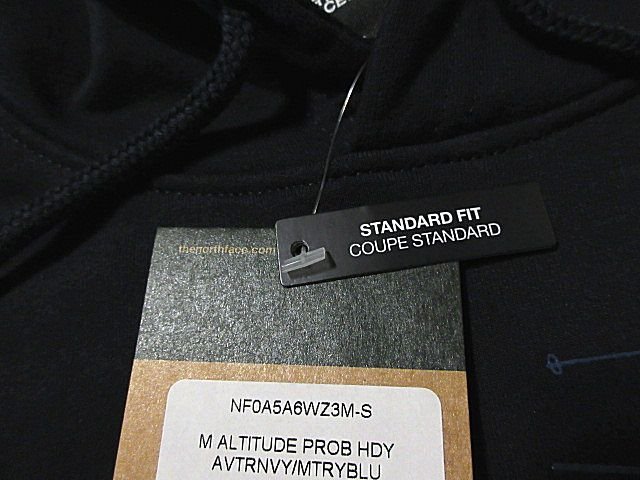 STANDARD FIT
COUPE STANDARD
thenorthface.com
NF0A5A6WZ3M-S
M ALTITUDE PROB HDY
AVTRNVY/MTRYBLU